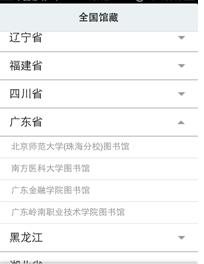 全国馆藏
辽宁省
福建省
四川省
广东省
北京师范大学(珠海分校)图书馆
南方医科大学图书馆
广东金融学院图书馆
广东岭南职业技术学院图书馆
黑龙江